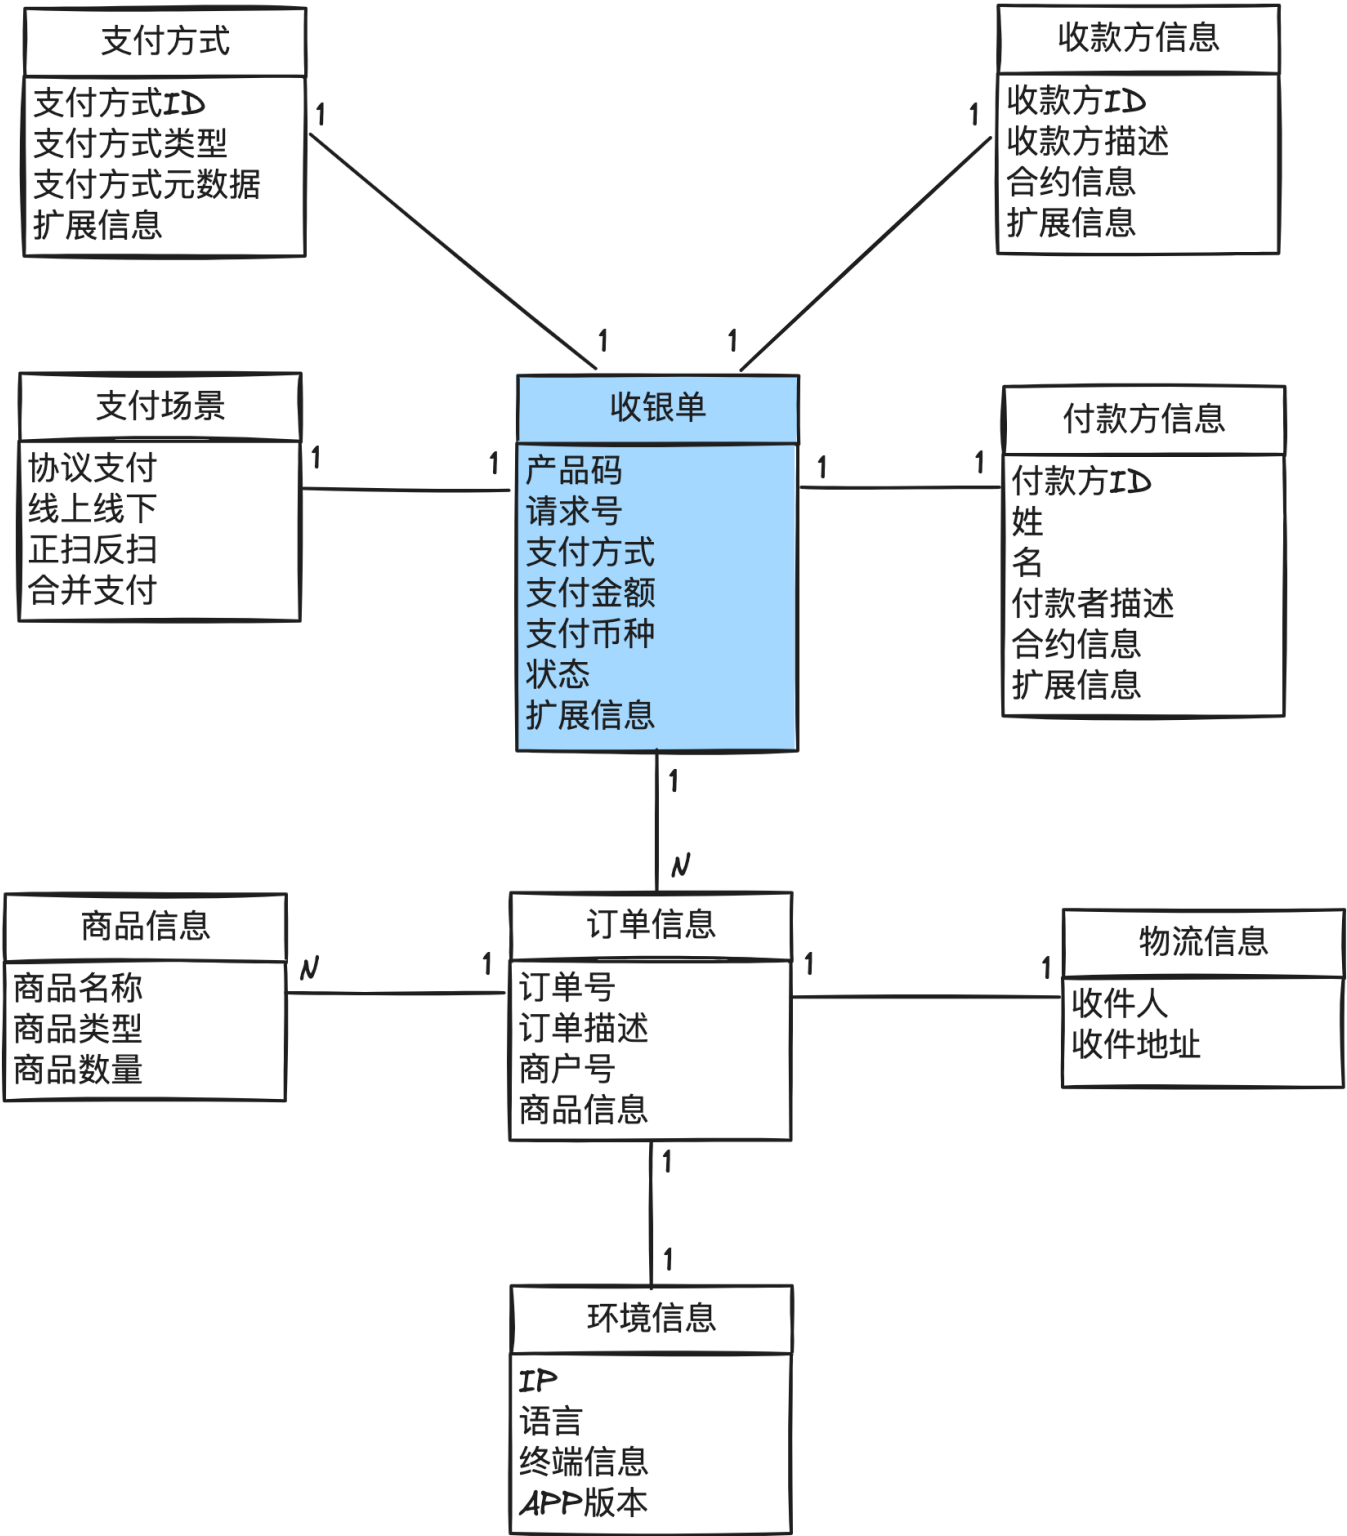 支付方式
支付方式ID
支付方式类型
支付方式元数据
扩展信息
1
1
收款方信息
收款方ID
收款方描述
合约信息
扩展信息
1
1
支付场景
协议支付
线上线下
正扫反扫
合并支付
1
1
收银单
产品码
请求号
支付方式
支付金额
支付币种
状态
扩展信息
1
1
付款方信息
付款方ID
姓
名
付款者描述
合约信息
扩展信息
1
N
商品信息
商品名称
商品类型
商品数量
N
1
订单信息
订单号
订单描述
商户号
商品信息
1
1
物流信息
收件人
收件地址
1
1
环境信息
IP
语言
终端信息
APP版本